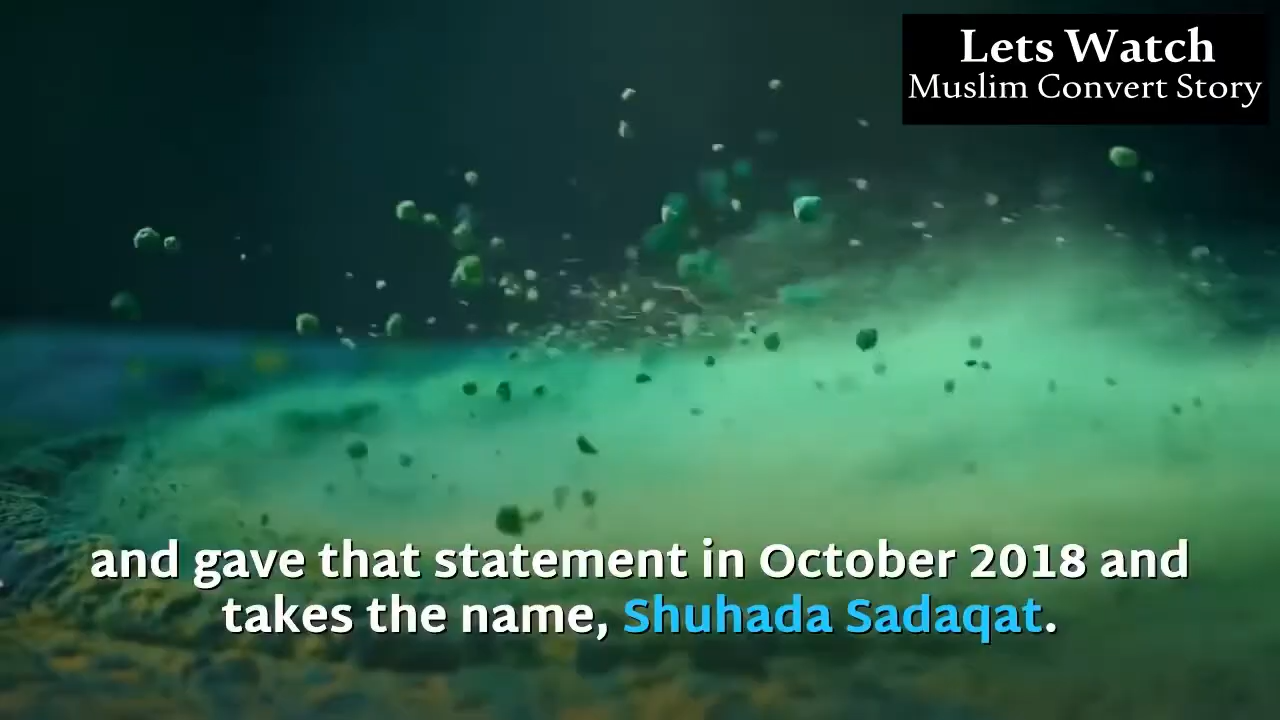 Lets Watch
Muslim Convert Story
and gave that statement in October 2018 and
takes the name, Shuhada Sadaqat.